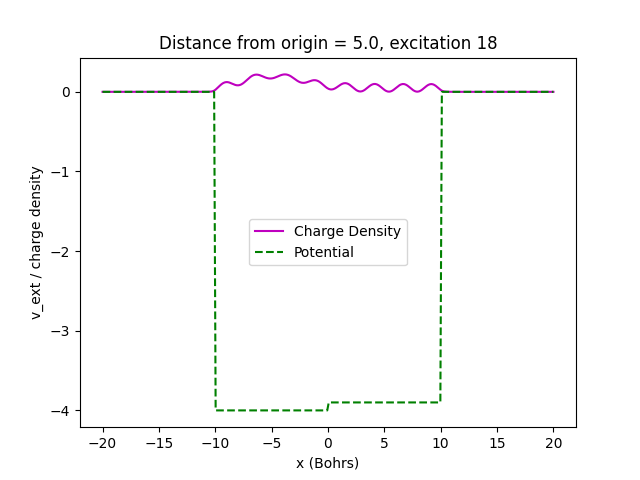 Distance from origin = 5.0, excitation 18
0
−1
−2
−3
−4
v_ext / charge density
Charge Density
Potential
−20
−15
−10
−5
0
5
10
15
20
x (Bohrs)